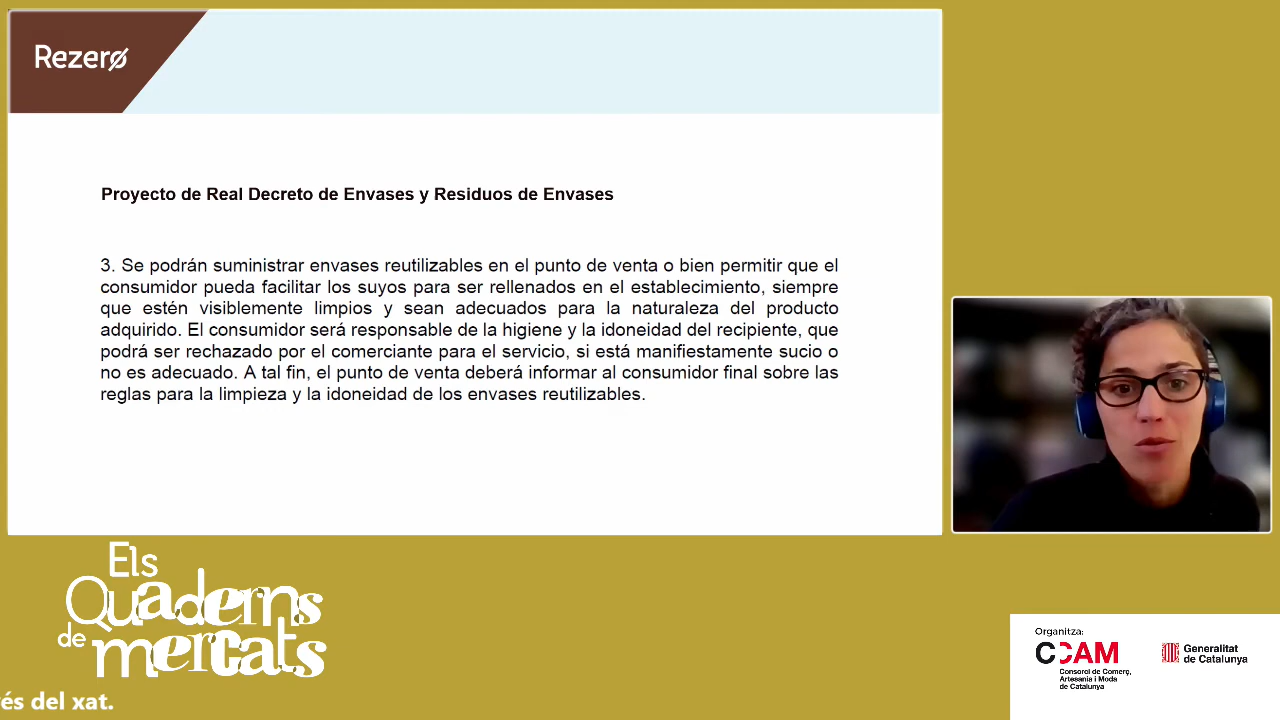 Rezero
Proyecto de Real Decreto de Envases y Residuos de Envases
3. Se podrán suministrar envases reutilizables en el punto de venta o bien permitir que el
consumidor pueda facilitar los suyos para ser rellenados en el establecimiento, siempre
que estén visiblemente limpios y sean adecuados para la naturaleza del producto
adquirido. El consumidor será responsable de la higiene y la idoneidad del recipiente, que
podrá ser rechazado por el comerciante para el servicio, si está manifiestamente sucio o
no es adecuado. A tal fin, el punto de venta deberá informar al consumidor final sobre las
reglas para la limpieza y la idoneidad de los envases reutilizables.
Els
Quaderns
de mercats
és del xat.
Organitza:
CCAM
Consorci de Comerç,
Artesania i Moda
de Catalunya
Generalitat
de Catalunya